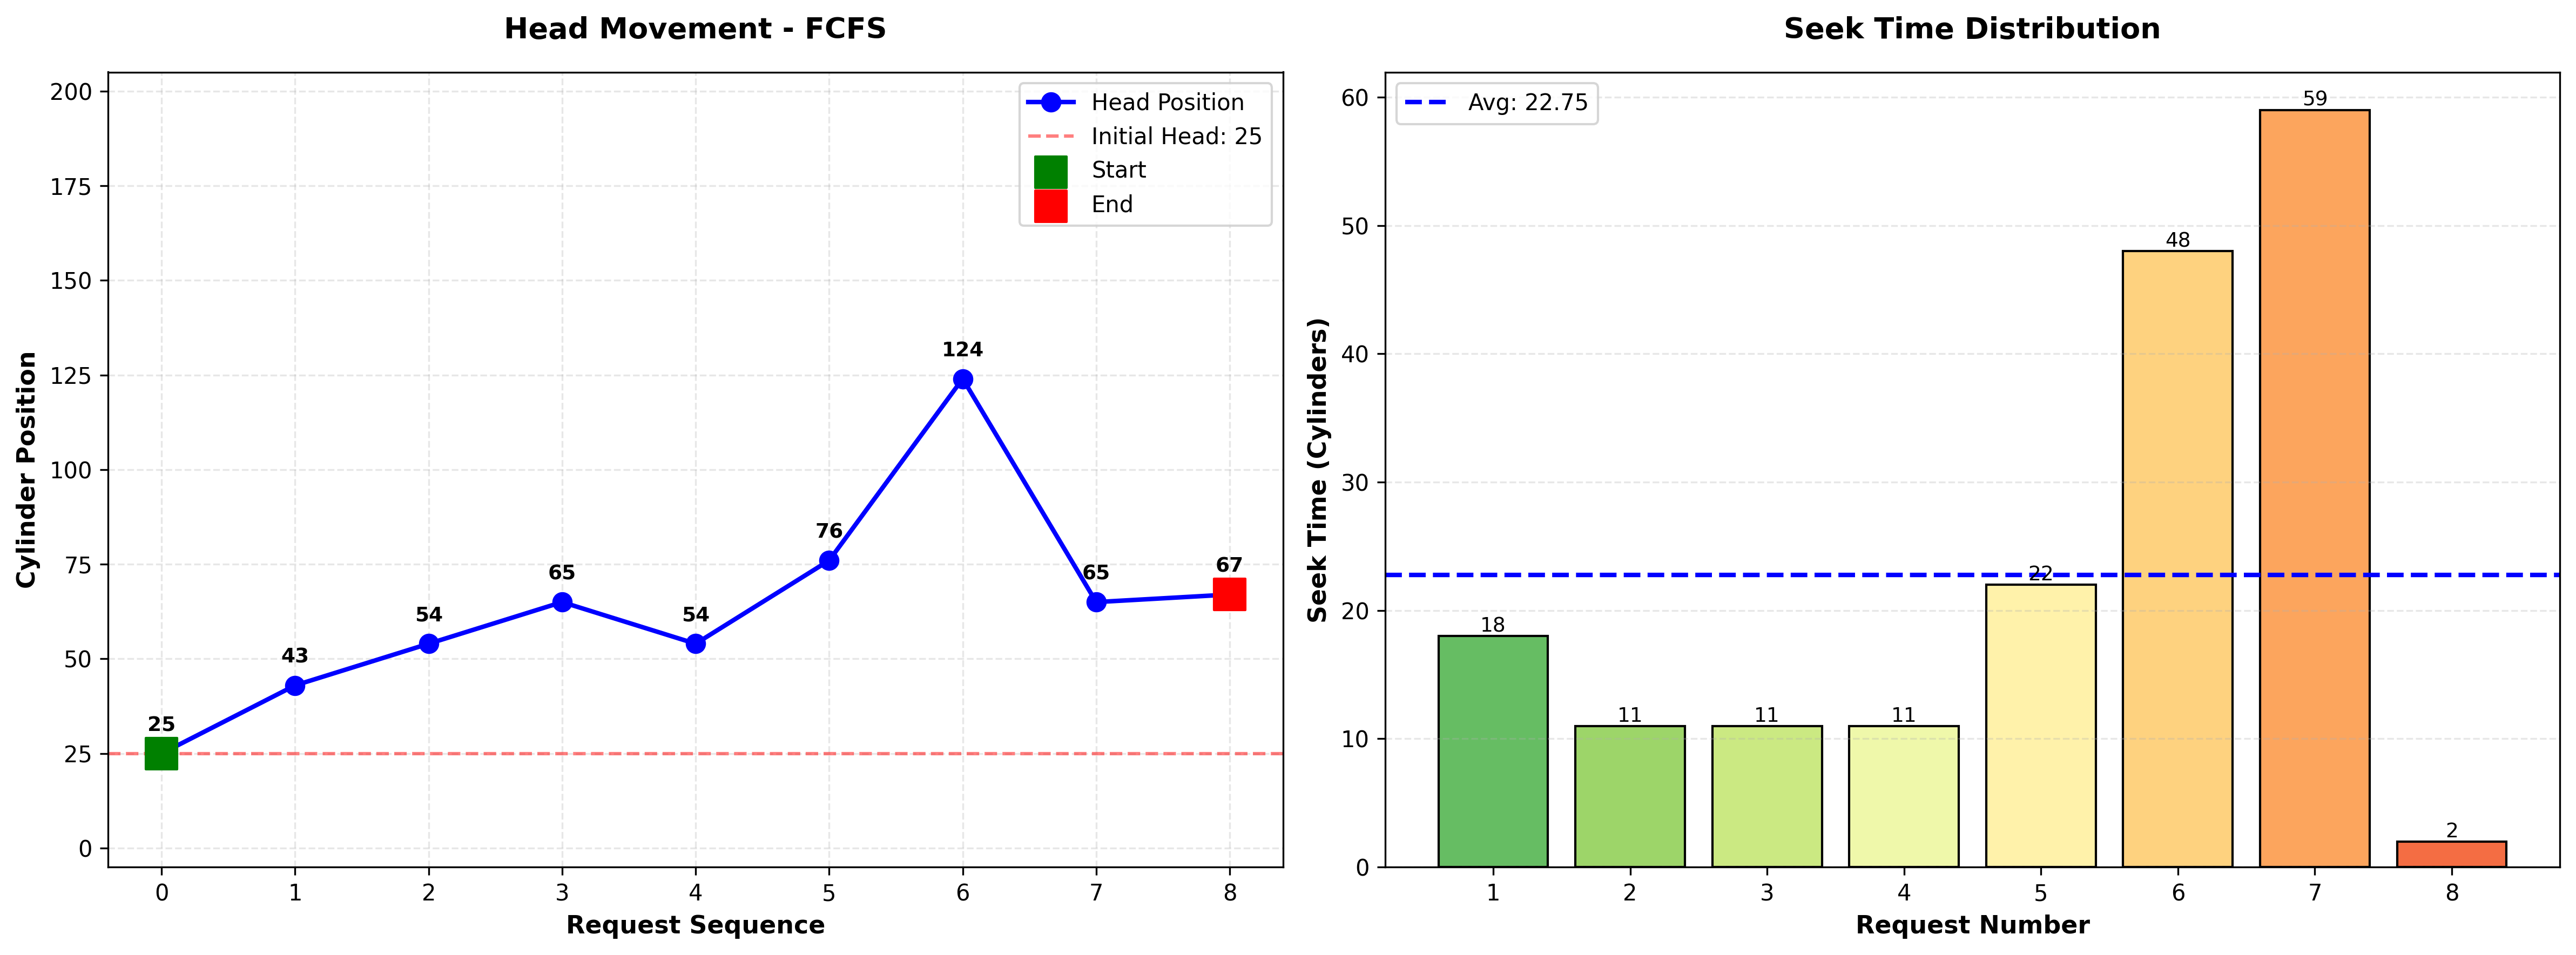 Head Movement - FCFS
Cylinder Position
200
175
150
125
100
75
50
25
0
Head Position
Initial Head: 25
Start
End
25
43
54
65
54
76
124
65
67
0 1 2 3 4 5 6 7 8
Request Sequence
Seek Time Distribution
Seek Time (Cylinders)
60
50
40
30
20
10
0
Avg: 22.75
18
11
11
11
22
48
59
2
1 2 3 4 5 6 7 8
Request Number